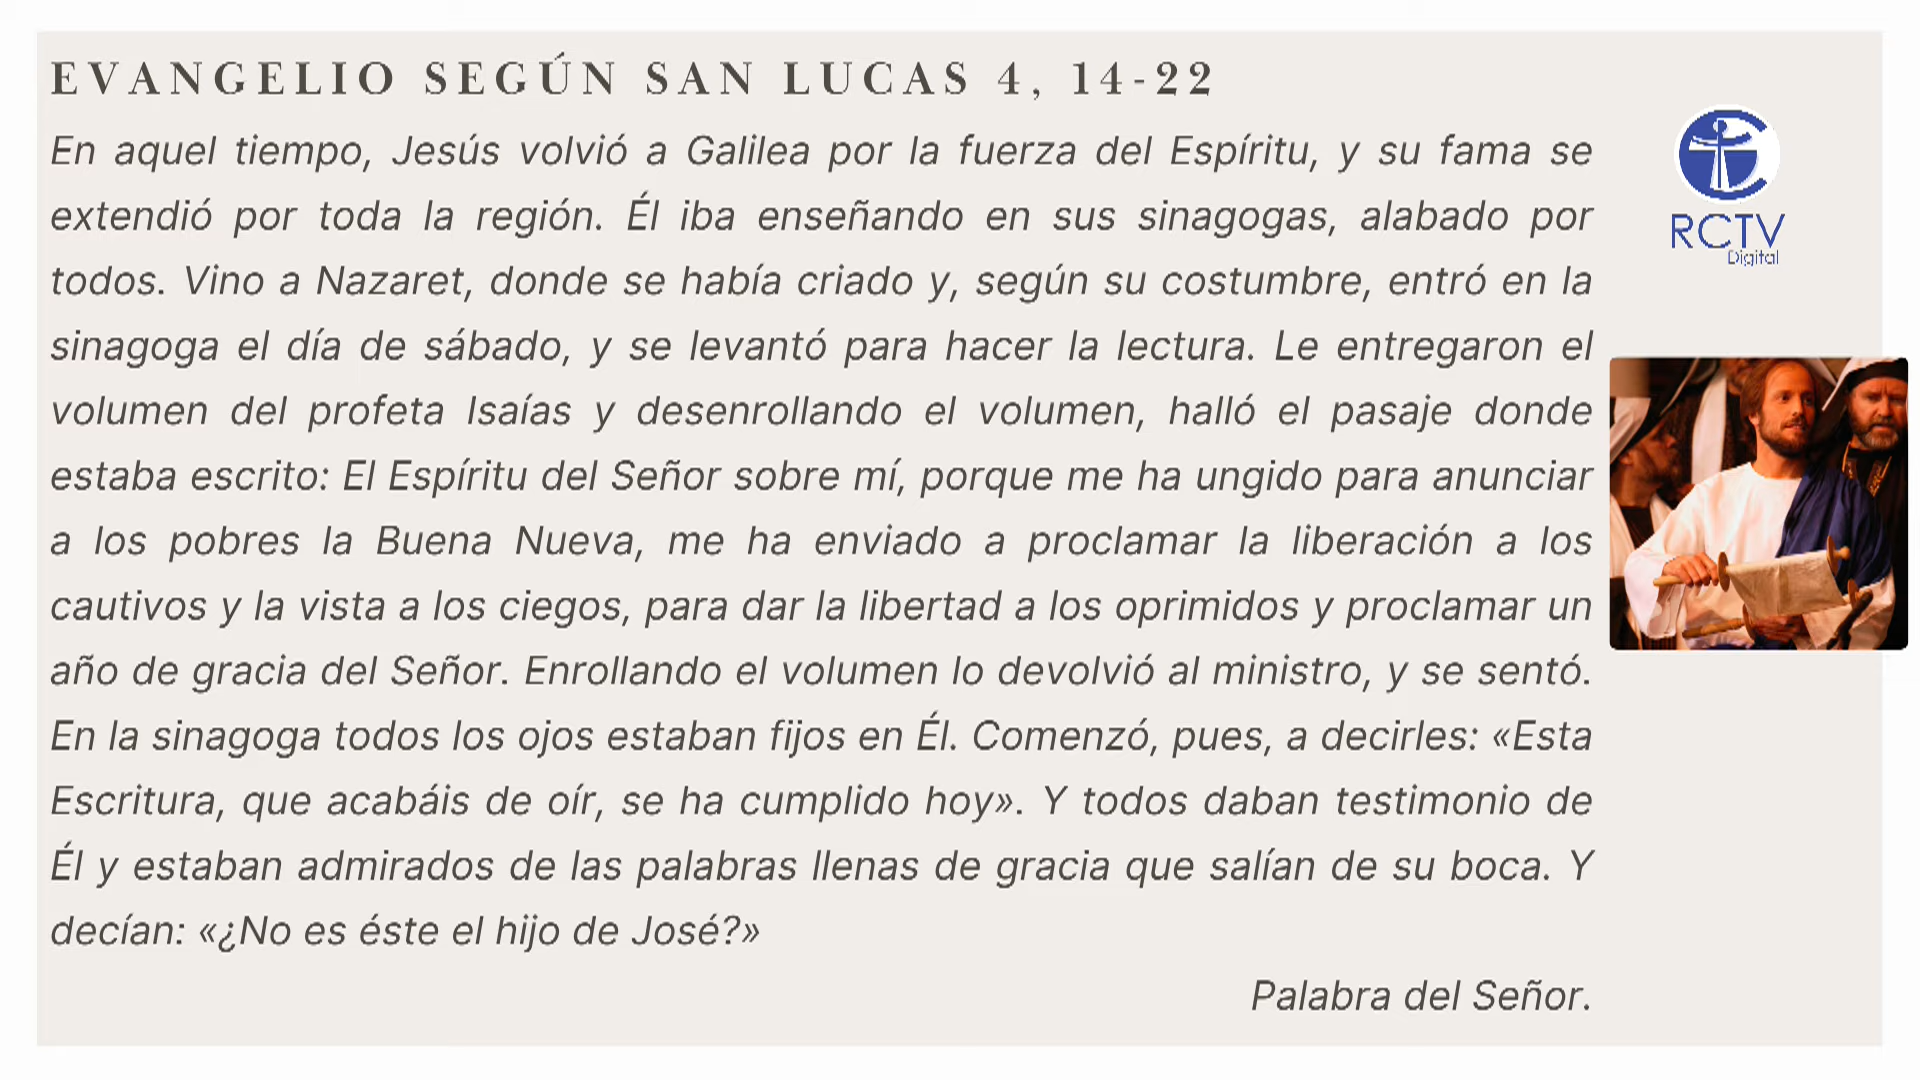 EVANGELIO SEGÚN SAN LUCAS 4, 14-22
En aquel tiempo, Jesús volvió a Galilea por la fuerza del Espíritu, y su fama se
extendió por toda la región. Él iba enseñando en sus sinagogas, alabado por
todos. Vino a Nazaret, donde se había criado y, según su costumbre, entró en la
sinagoga el día de sábado, y se levantó para hacer la lectura. Le entregaron el
volumen del profeta Isaías y desenrollando el volumen, halló el pasaje donde
estaba escrito: El Espíritu del Señor sobre mí, porque me ha ungido para anunciar
a los pobres la Buena Nueva, me ha enviado a proclamar la liberación a los
cautivos y la vista a los ciegos, para dar la libertad a los oprimidos y proclamar un
año de gracia del Señor. Enrollando el volumen lo devolvió al ministro, y se sentó.
En la sinagoga todos los ojos estaban fijos en Él. Comenzó, pues, a decirles: «Esta
Escritura, que acabáis de oír, se ha cumplido hoy». Y todos daban testimonio de
Él y estaban admirados de las palabras llenas de gracia que salían de su boca. Y
decían: «¿No es éste el hijo de José?»
Palabra del Señor.
RCTV
Digital